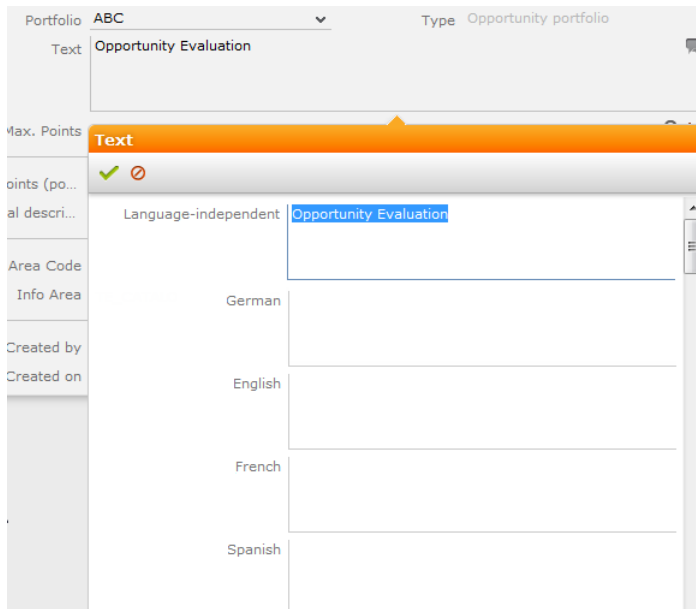 Portfolio ABC Type Opportunity portfolio
Text Opportunity Evaluation
Max. Points
Text
oints (po...
al descri...
Language-independent Opportunity Evaluation
Area Code
Info Area
German
Created by
Created on
English
French
Spanish